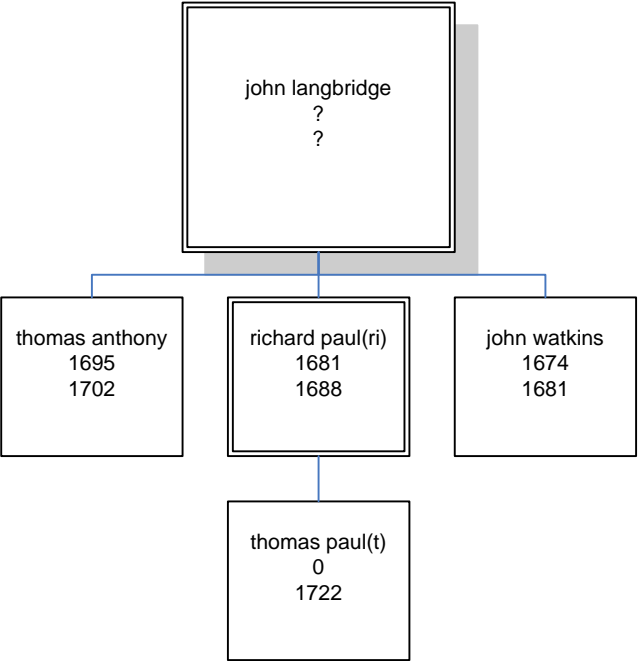 john langbridge
?
?
thomas anthony
1695
1702
richard paul(ri)
1681
1688
john watkins
1674
1681
thomas paul(t)
0
1722